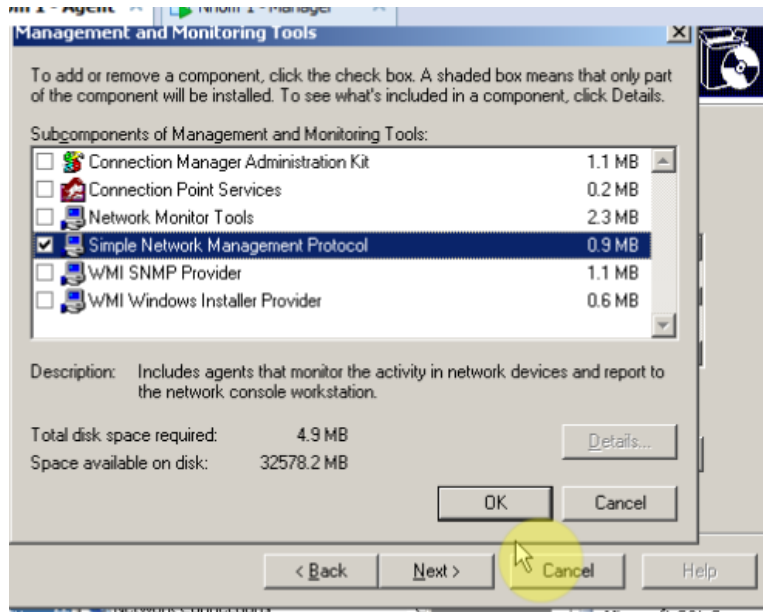 1 - Agent
Nhom 1 - Manager
Management and Monitoring Tools
To add or remove a component, click the check box. A shaded box means that only part
of the component will be installed. To see what's included in a component, click Details.
Subcomponents of Management and Monitoring Tools:
Connection Manager Administration Kit 1.1 MB
Connection Point Services 0.2 MB
Network Monitor Tools 2.3 MB
Simple Network Management Protocol 0.9 MB
WMI SNMP Provider 1.1 MB
WMI Windows Installer Provider 0.6 MB
Description: Includes agents that monitor the activity in network devices and report to
the network console workstation.
Total disk space required: 4.9 MB
Details...
Space available on disk: 32578.2 MB
OK Cancel
< Back Next > Cancel Help